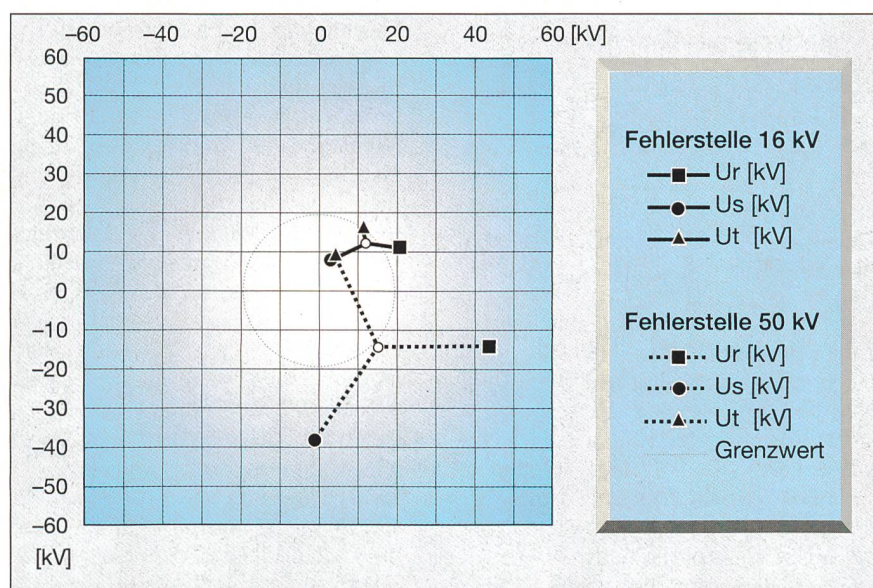 –60 –40 –20 0 20 40 60 [kV]
60
50
40
30
20
10
0
–10
–20
–30
–40
–50
–60
[kV]
Fehlerstelle 16 kV
Ur [kV]
Us [kV]
Ut [kV]
Fehlerstelle 50 kV
Ur [kV]
Us [kV]
Ut [kV]
Grenzwert